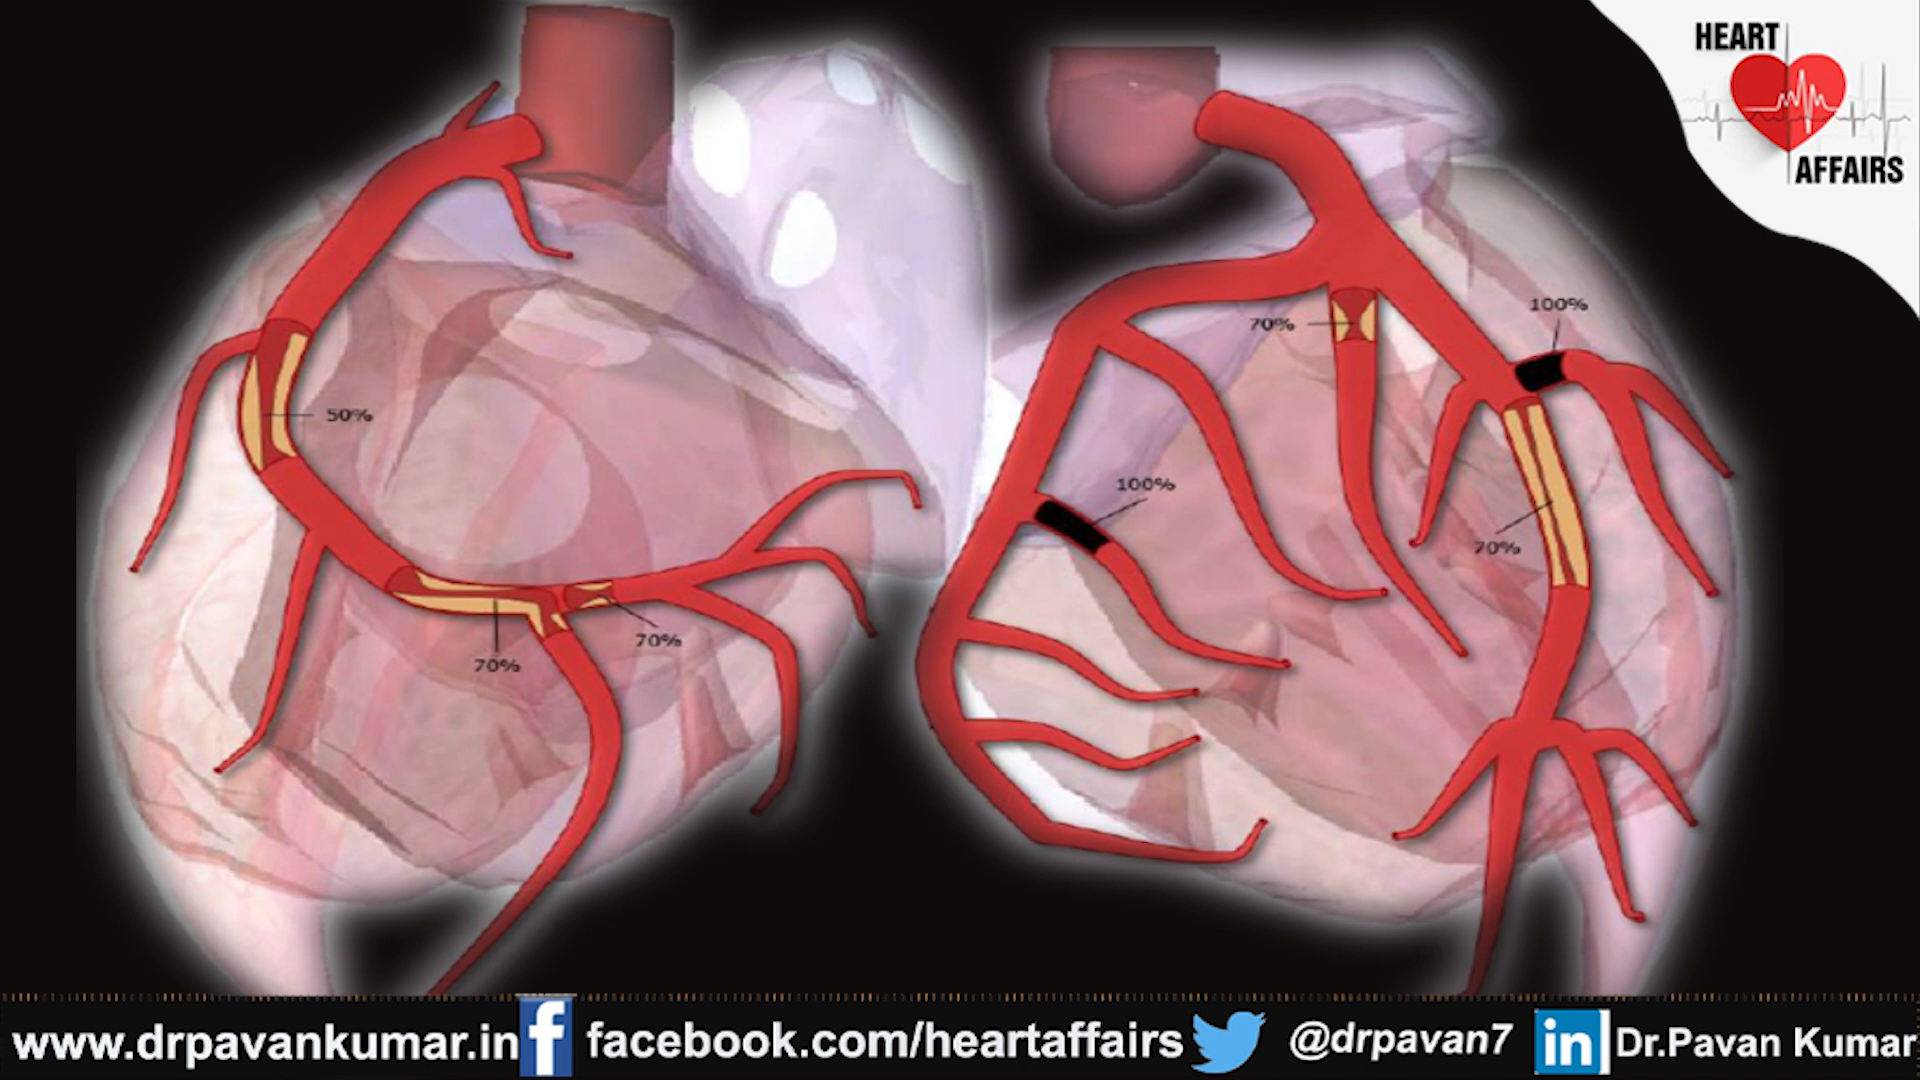 HEART
AFFAIRS
100%
70%
50%
100%
70%
70%
70%
www.drpavankumar.in
facebook.com/heartaffairs
@drpavan7
in
Dr.Pavan Kumar